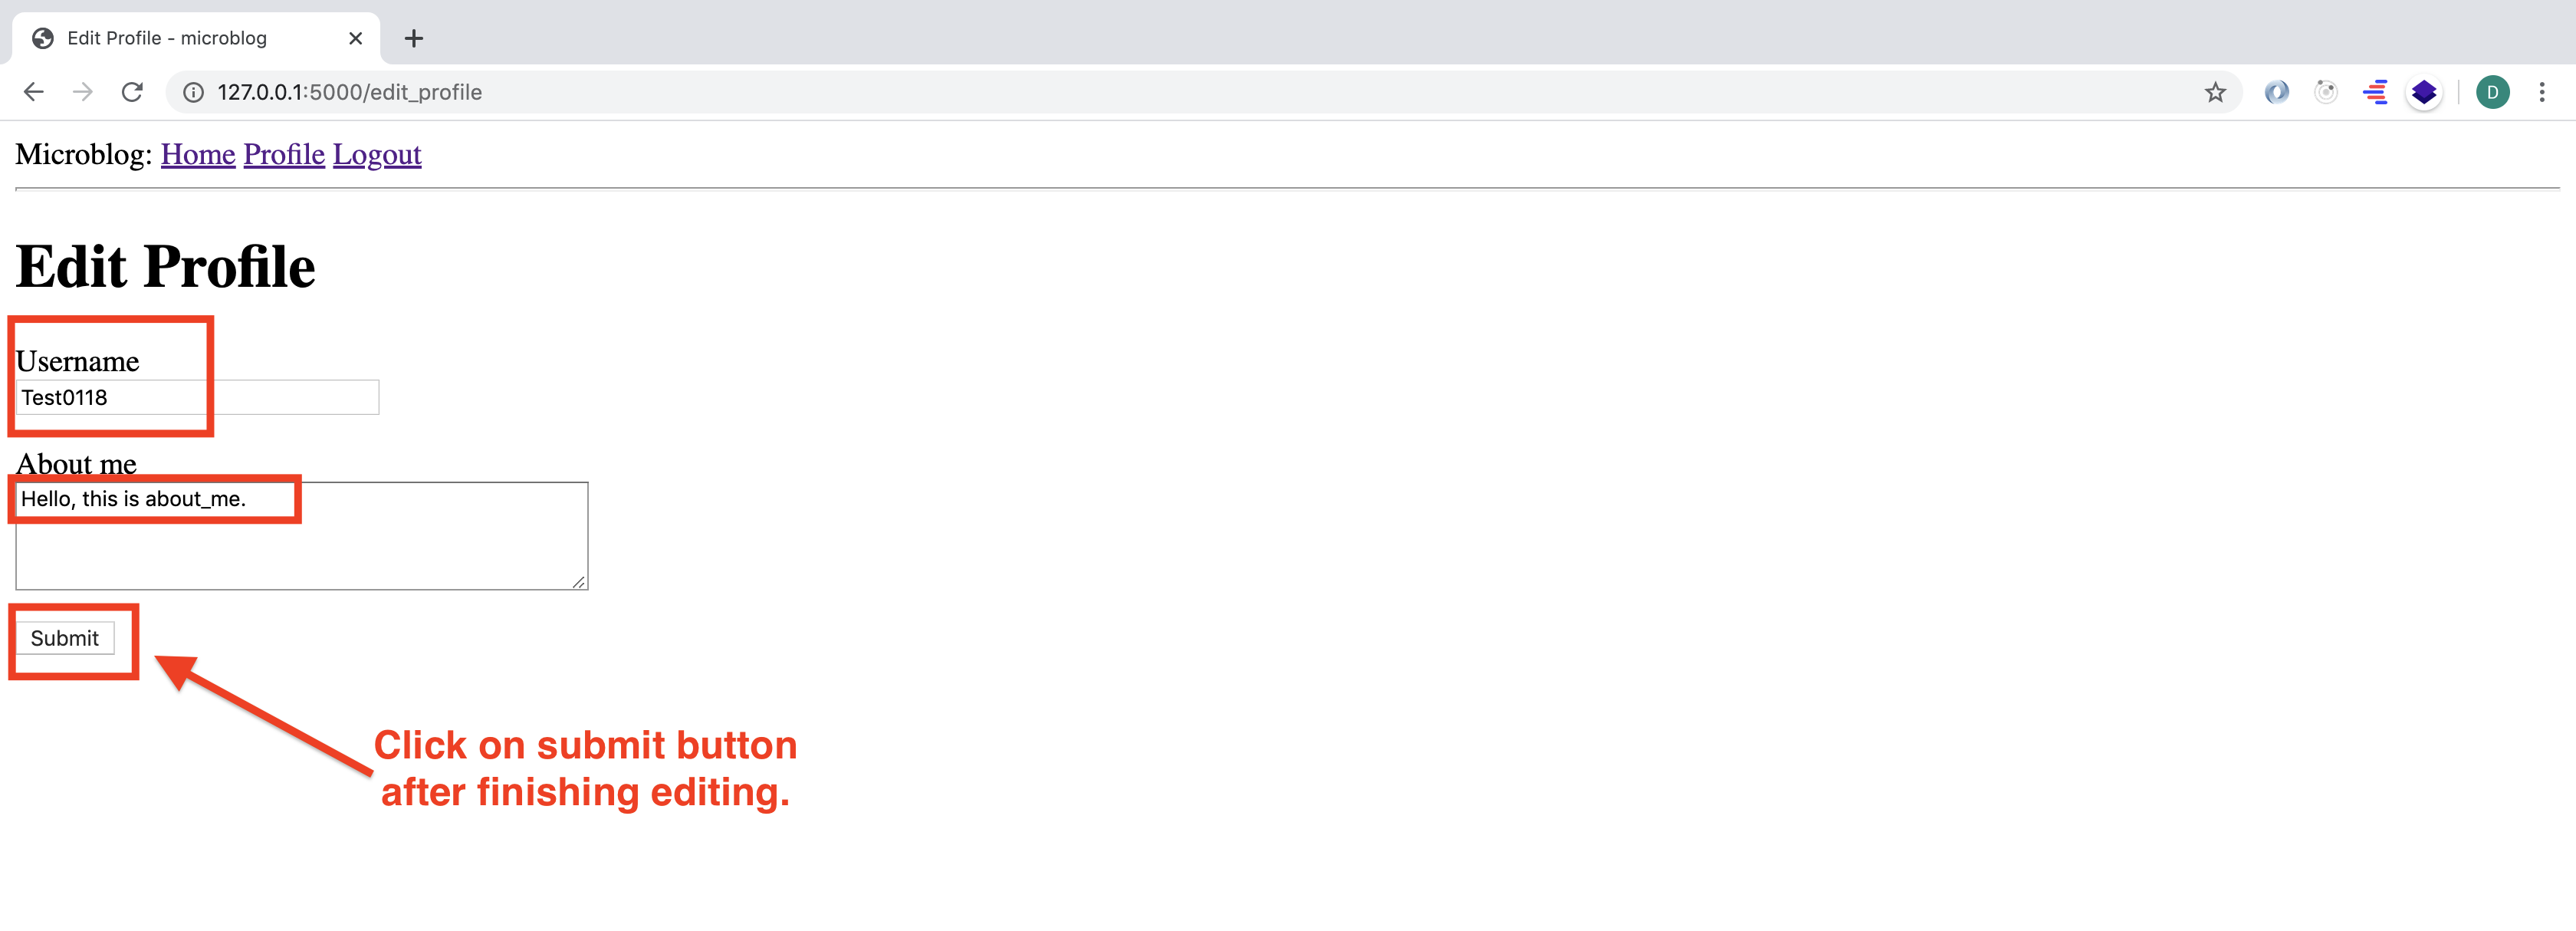 Edit Profile - microblog
127.0.0.1:5000/edit_profile
D
Microblog: Home Profile Logout
Edit Profile
Username
Test0118
About me
Hello, this is about_me.
Submit
Click on submit button
after finishing editing.